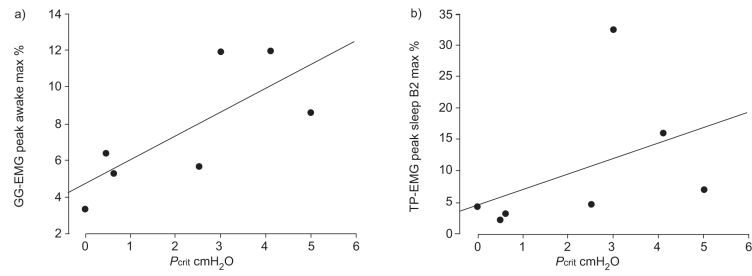 a)
GG-EMG peak awake max %
14
12
10
8
6
4
2
0 1 2 3 4 5 6
Pcrit cmH2O
b)
TP-EMG peak sleep B2 max %
35
30
25
20
15
10
5
0
0 1 2 3 4 5 6
Pcrit cmH2O